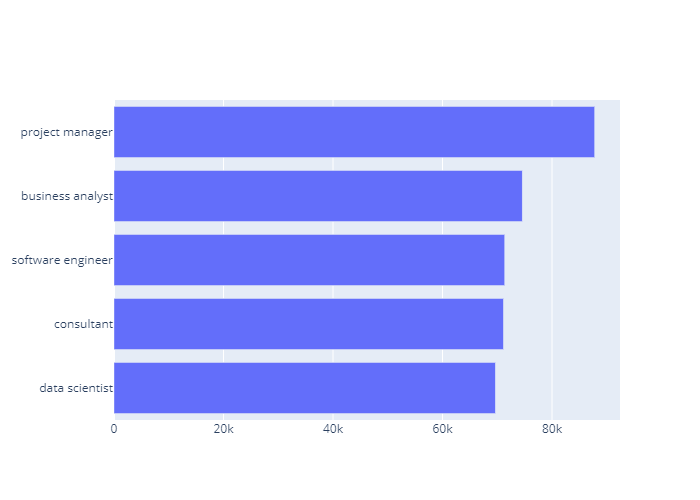 project manager
business analyst
software engineer
consultant
data scientist
0 20k 40k 60k 80k